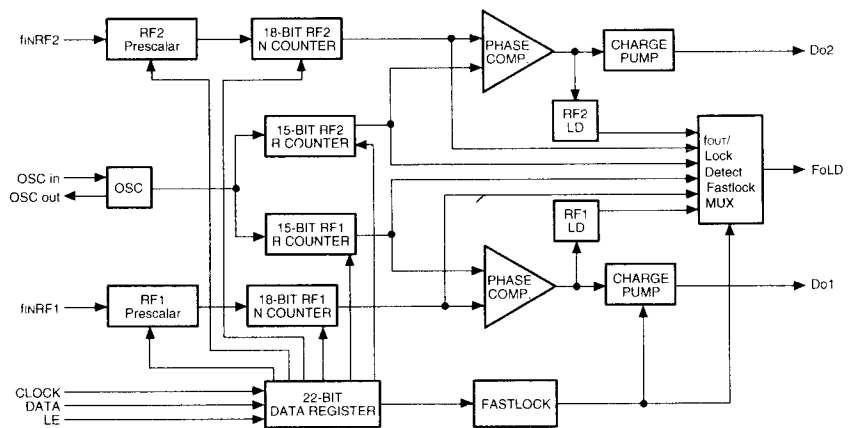 fINRF2
RF2
Prescalar
18-BIT RF2
N COUNTER
PHASE
COMP.
CHARGE
PUMP
Do2
RF2
LD
15-BIT RF2
R COUNTER
OSC in
OSC out
OSC
fOUT/
Lock
Detect
Fastlock
MUX
FoLD
15-BIT RF1
R COUNTER
RF1
LD
fINRF1
RF1
Prescalar
18-BIT RF1
N COUNTER
PHASE
COMP.
CHARGE
PUMP
Do1
CLOCK
DATA
LE
22-BIT
DATA REGISTER
FASTLOCK